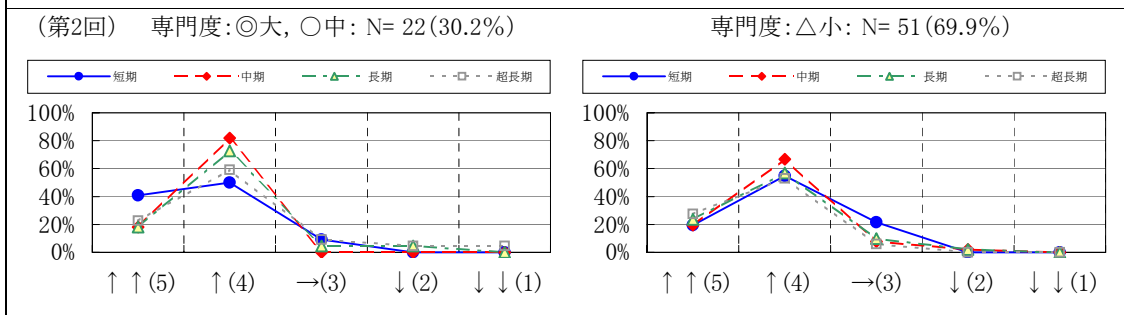 (第2回) 専門度:◎大, ○中: N= 22(30.2%)
短期 中期 長期 超長期
100%
80%
60%
40%
20%
0%
↑↑(5) ↑(4) →(3) ↓(2) ↓↓(1)
専門度:△小: N= 51(69.9%)
短期 中期 長期 超長期
100%
80%
60%
40%
20%
0%
↑↑(5) ↑(4) →(3) ↓(2) ↓↓(1)